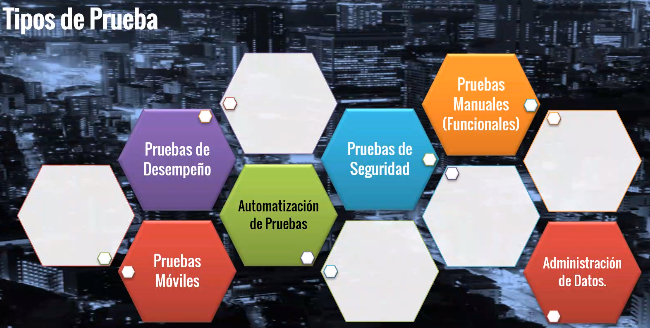 Tipos de Prueba
Pruebas
Manuales
(Funcionales)
Pruebas de
Desempeño
Pruebas de
Seguridad
Automatización
de Pruebas
Pruebas
Móviles
Administración
de Datos.